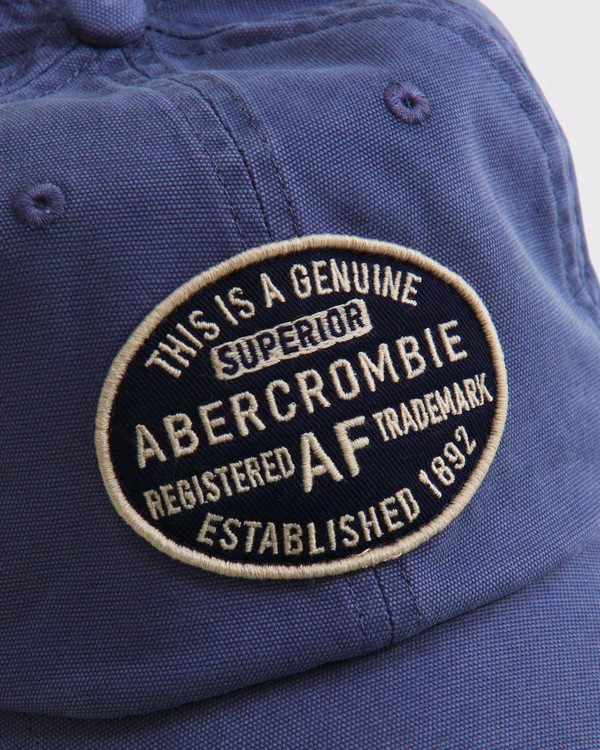 THIS IS A GENUINE
SUPERIOR
ABERCROMBIE
REGISTERED AF TRADEMARK
ESTABLISHED 1892